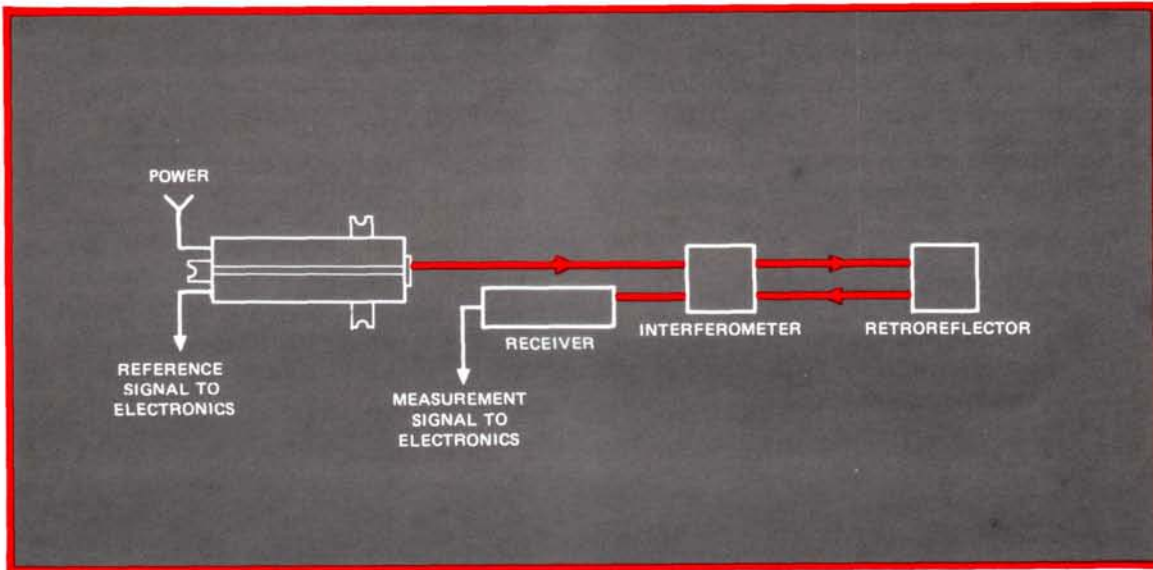 POWER
REFERENCE
SIGNAL TO
ELECTRONICS
RECEIVER
MEASUREMENT
SIGNAL TO
ELECTRONICS
INTERFEROMETER
RETROREFLECTOR